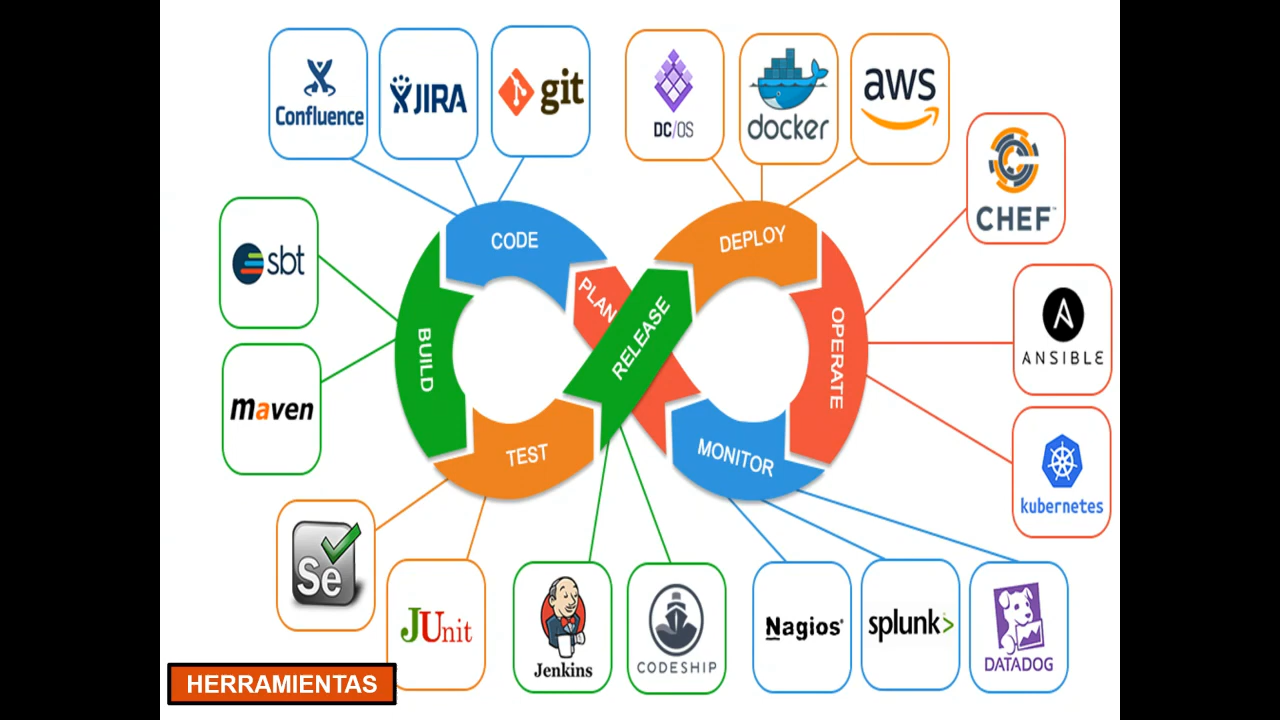 Confluence
JIRA
git
DC/OS
docker
aws
CHEF™
sbt
CODE
DEPLOY
PLAN
RELEASE
BUILD
OPERATE
ANSIBLE
maven
TEST
MONITOR
kubernetes
Se
JUnit
Jenkins
CODESHIP
Nagios®
splunk>
DATADOG
HERRAMIENTAS